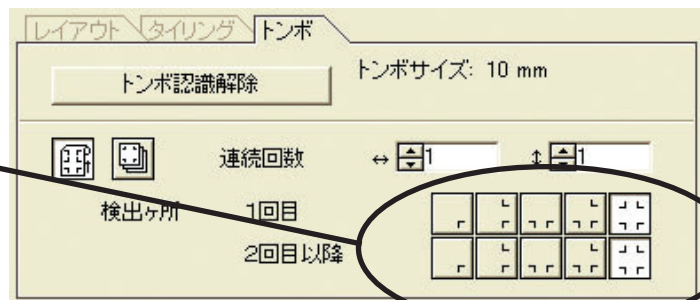 レイアウト タイリング トンボ
トンボ認識解除 トンボサイズ: 10 mm
連続回数 ↔ 1 ↕ 1
検出ヶ所 1回目
2回目以降